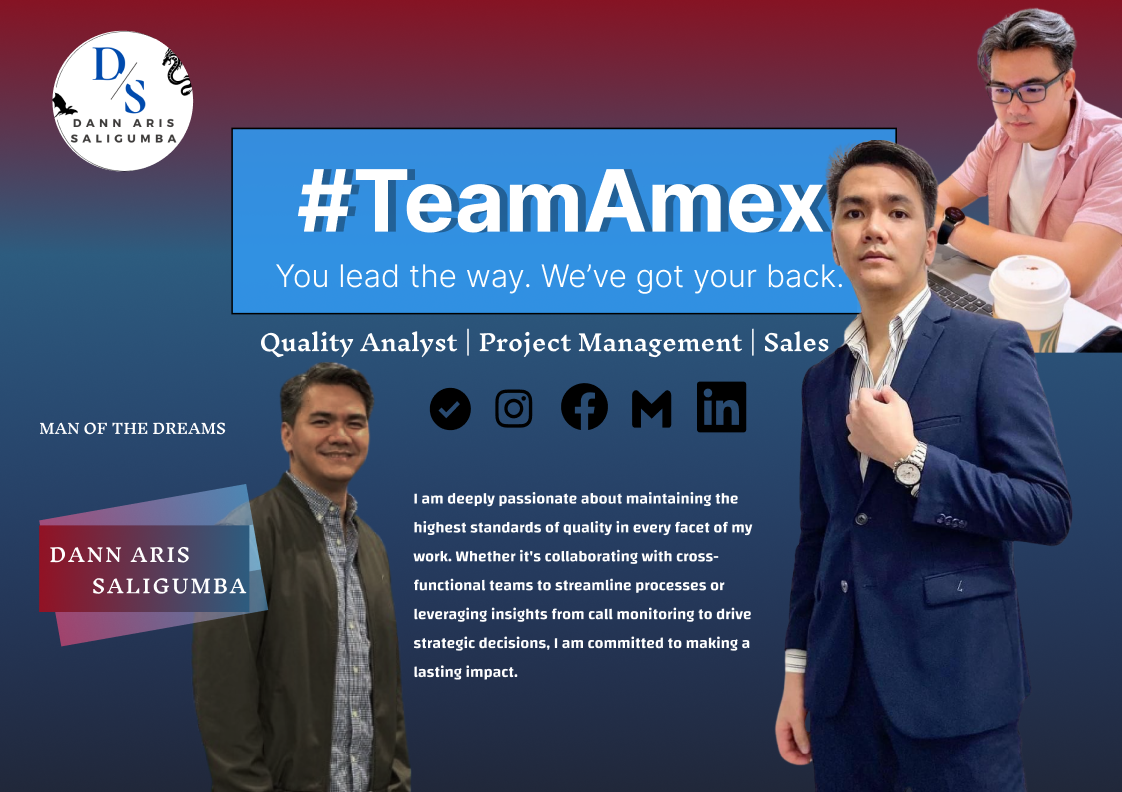 D/S
DANN ARIS
SALIGUMBA
#TeamAmex
You lead the way. We’ve got your back.
Quality Analyst | Project Management | Sales
MAN OF THE DREAMS
DANN ARIS
SALIGUMBA
I am deeply passionate about maintaining the
highest standards of quality in every facet of my
work. Whether it's collaborating with cross-
functional teams to streamline processes or
leveraging insights from call monitoring to drive
strategic decisions, I am committed to making a
lasting impact.